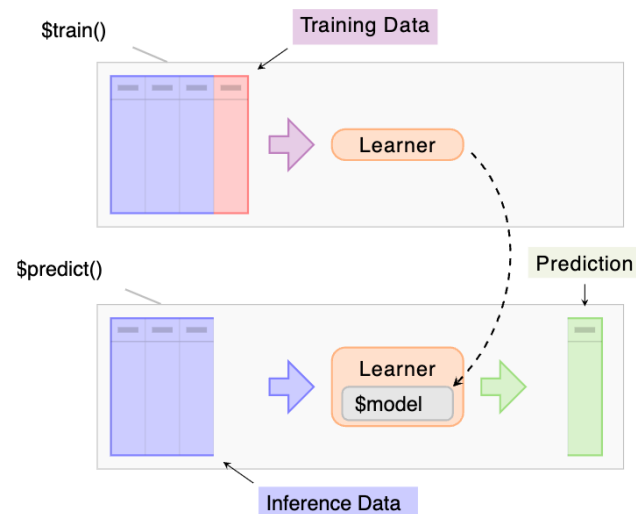 Training Data
$train()
Learner
$predict()
Prediction
Learner
$model
Inference Data